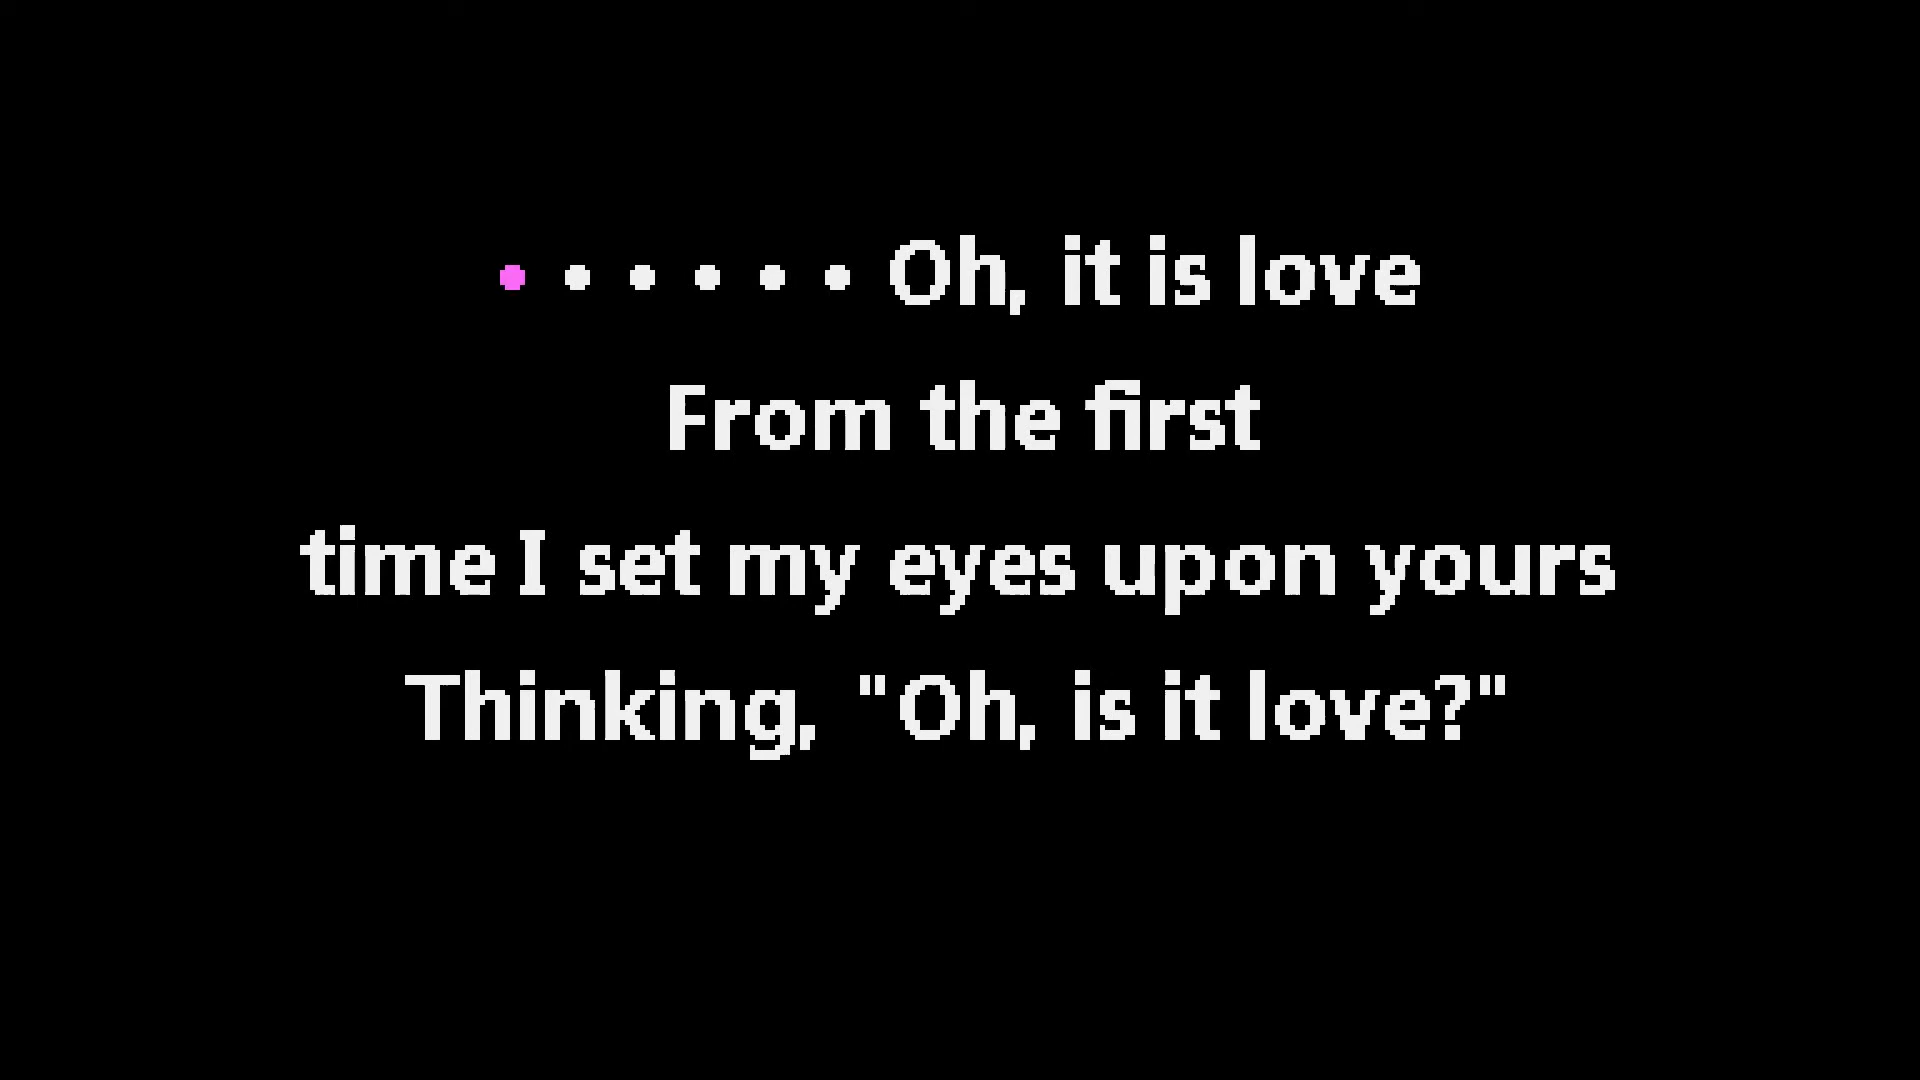 • • • • • • Oh, it is love
From the first
time I set my eyes upon yours
Thinking, "Oh, is it love?"